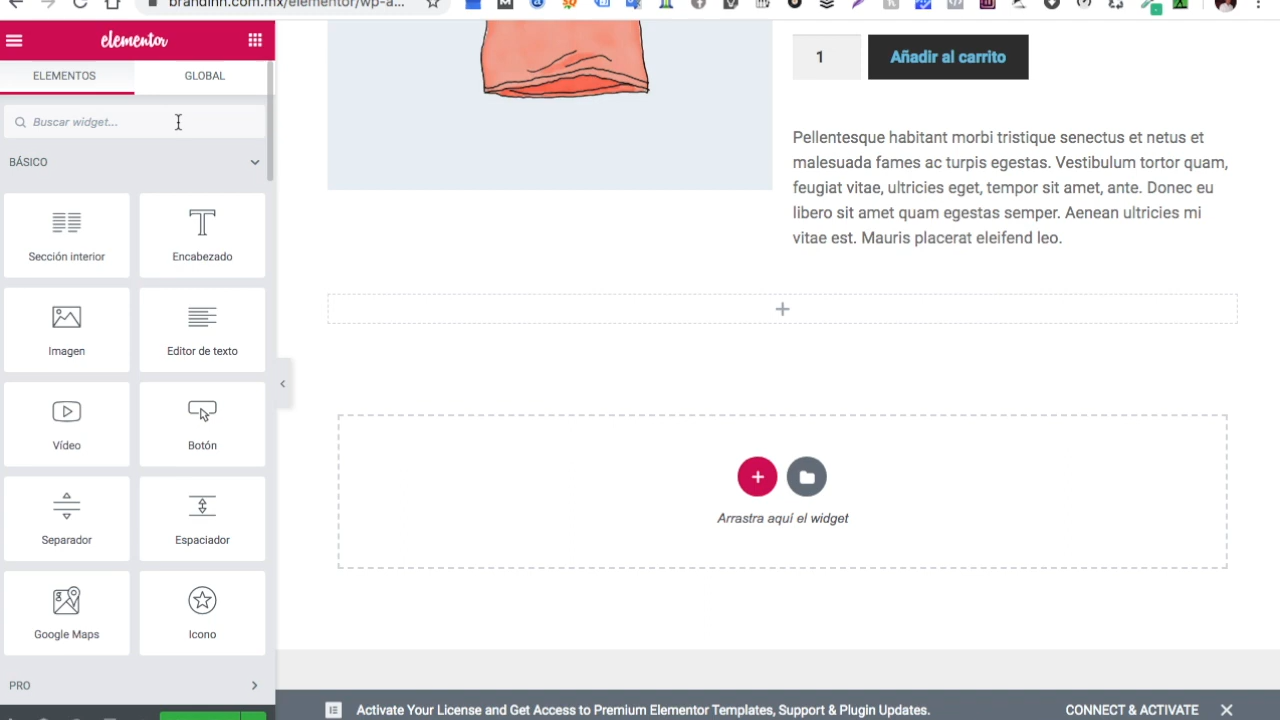 brandinn.com.mx/elementor/wp-a...
elementor
ELEMENTOS
GLOBAL
Buscar widget...
BÁSICO
Sección interior
Encabezado
Imagen
Editor de texto
Vídeo
Botón
Separador
Espaciador
Google Maps
Icono
PRO
1
Añadir al carrito
Pellentesque habitant morbi tristique senectus et netus et
malesuada fames ac turpis egestas. Vestibulum tortor quam,
feugiat vitae, ultricies eget, tempor sit amet, ante. Donec eu
libero sit amet quam egestas semper. Aenean ultricies mi
vitae est. Mauris placerat eleifend leo.
Arrastra aquí el widget
Activate Your License and Get Access to Premium Elementor Templates, Support & Plugin Updates.
CONNECT & ACTIVATE